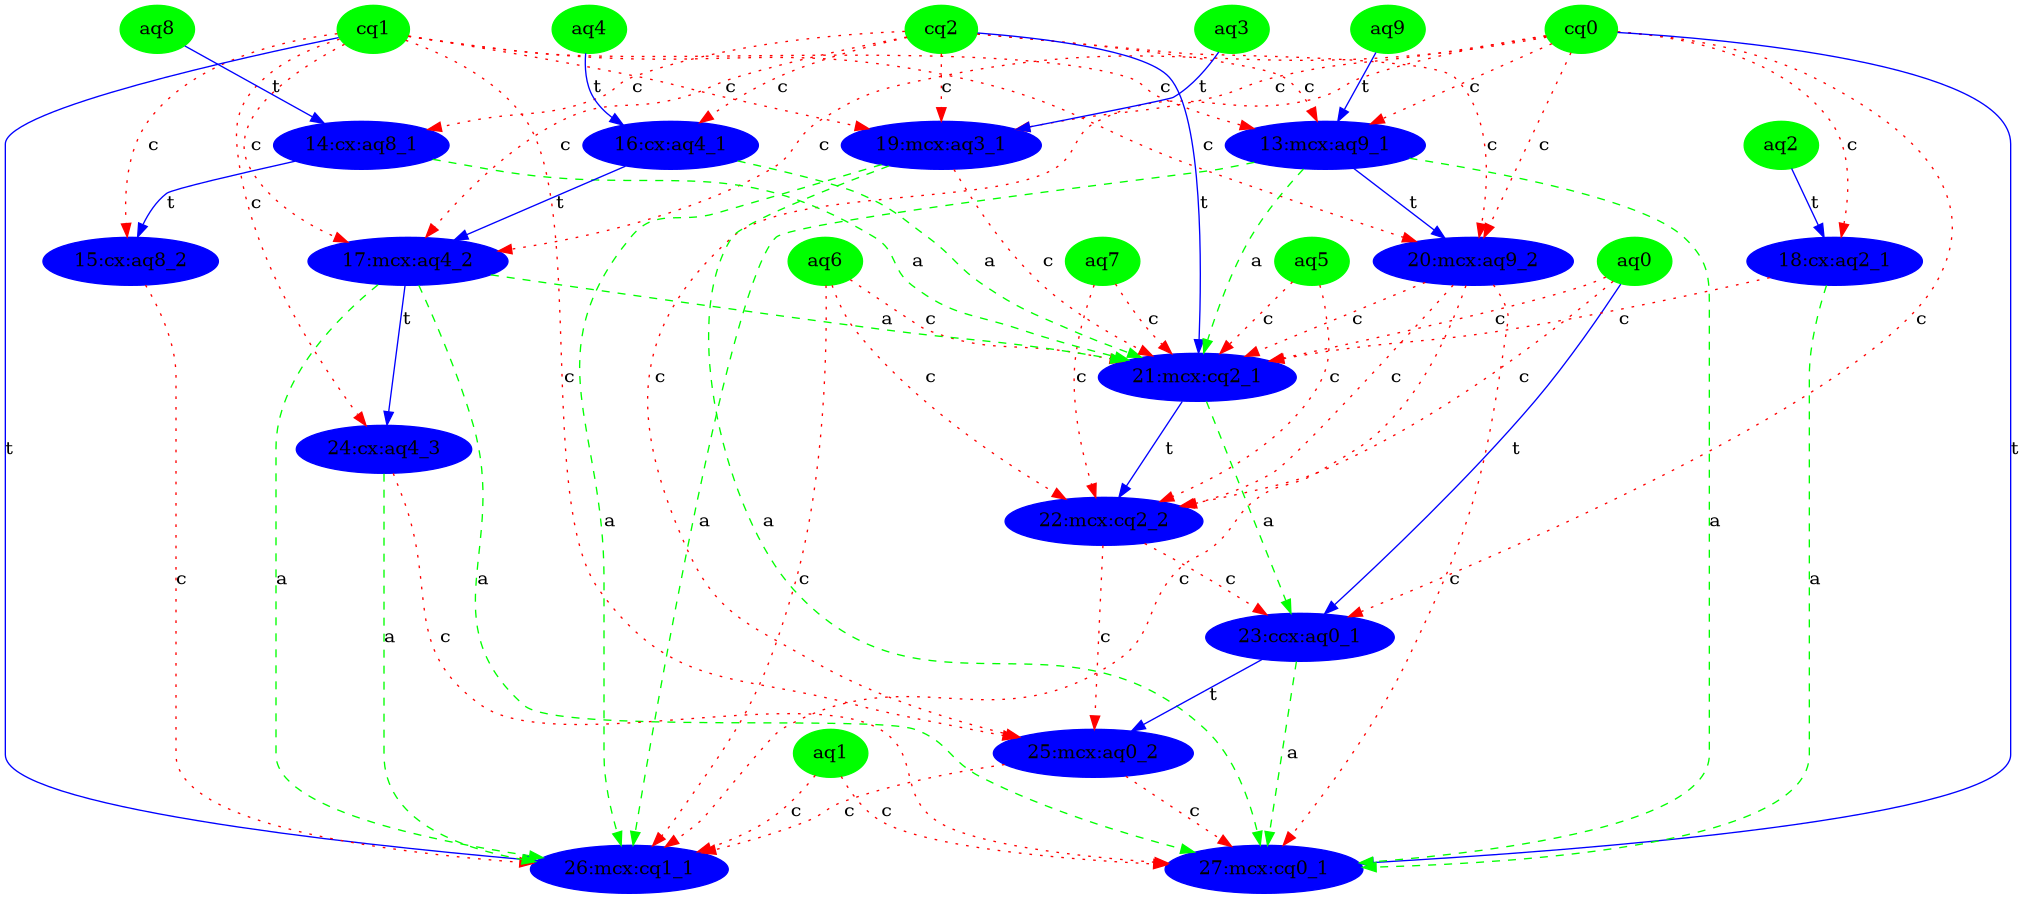 aq8 cq1 aq4 cq2 aq3 aq9 cq0
t c c t c c t c t c c
14:cx:aq8_1 16:cx:aq4_1 19:mcx:aq3_1 13:mcx:aq9_1 aq2
c c t c c c c c c
t c t t t t
15:cx:aq8_2 17:mcx:aq4_2 aq6 aq7 aq5 20:mcx:aq9_2 aq0 18:cx:aq2_1
a a c a
t a c c c c c c c
21:mcx:cq2_1
c c c c c c c
t 24:cx:aq4_3 t t t
22:mcx:cq2_2
a a a a
c a a c c c c a
a c c
23:ccx:aq0_1
t
aq1 25:mcx:aq0_2 a
c c c c
26:mcx:cq1_1 27:mcx:cq0_1